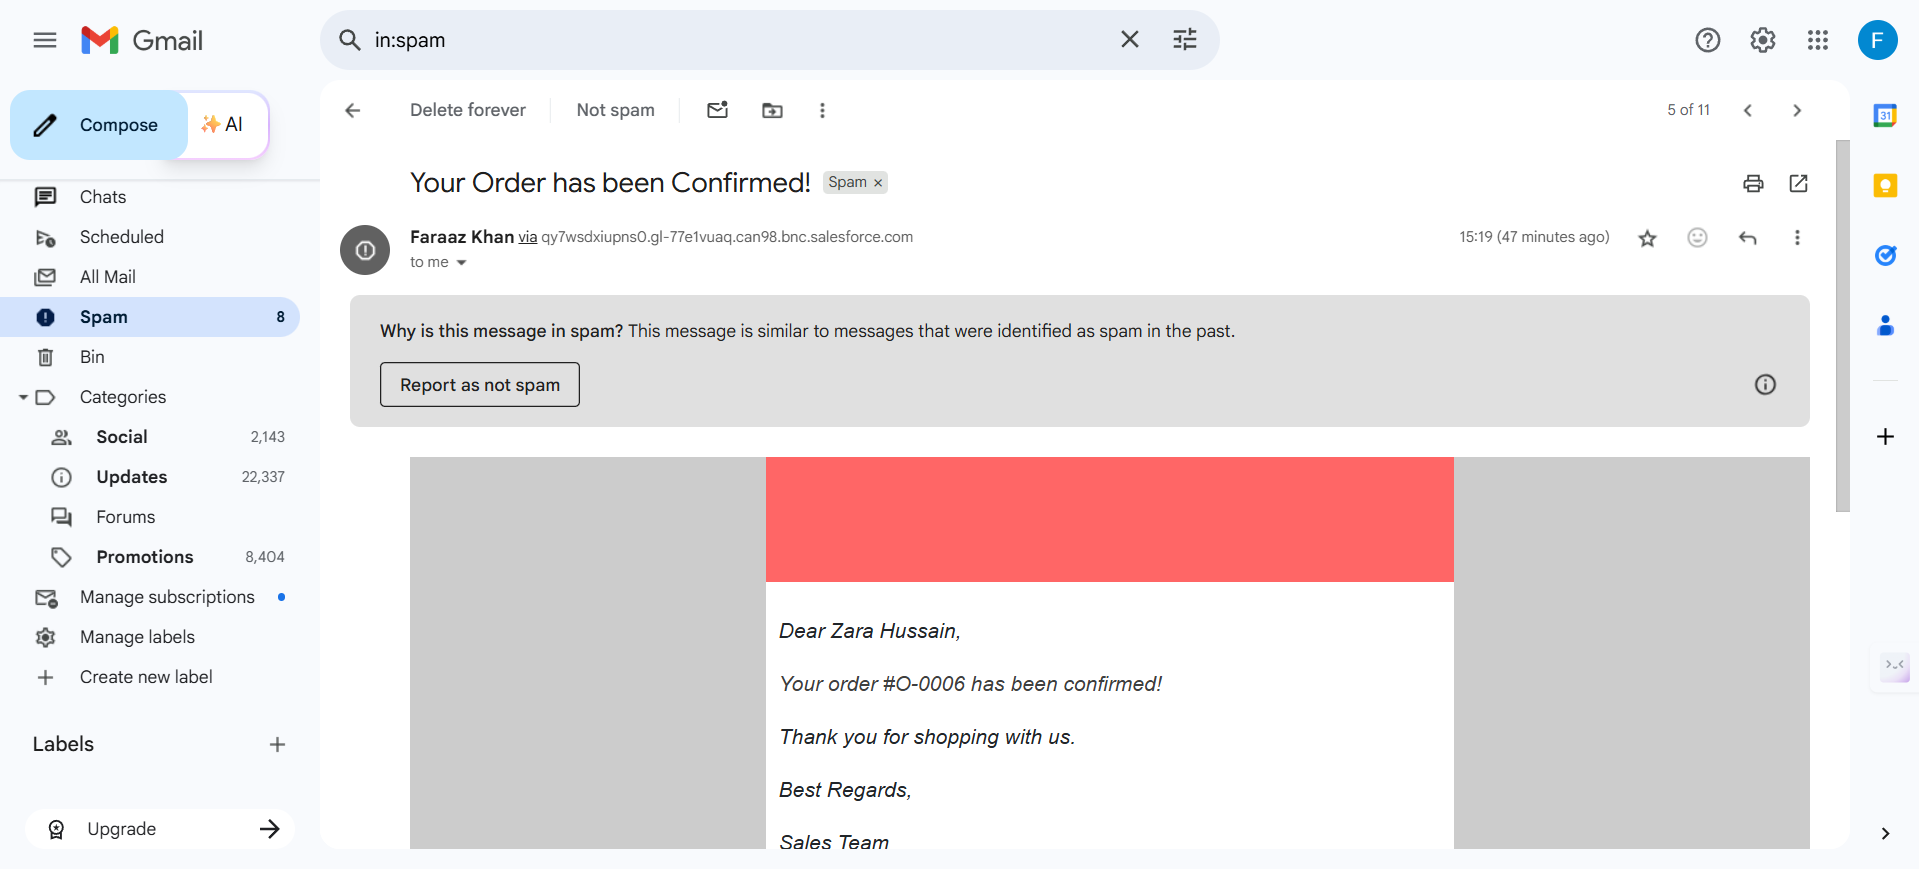 Gmail
in:spam
F
Compose
AI
Delete forever
Not spam
5 of 11
31
Chats
Scheduled
All Mail
Spam 8
Bin
Categories
Social 2,143
Updates 22,337
Forums
Promotions 8,404
Manage subscriptions
Manage labels
Create new label
Labels
Upgrade
Your Order has been Confirmed!
Spam ×
Faraaz Khan via qy7wsdxiupns0.gl-77e1vuaq.can98.bnc.salesforce.com
15:19 (47 minutes ago)
to me
Why is this message in spam? This message is similar to messages that were identified as spam in the past.
Report as not spam
Dear Zara Hussain,
Your order #O-0006 has been confirmed!
Thank you for shopping with us.
Best Regards,
Sales Team